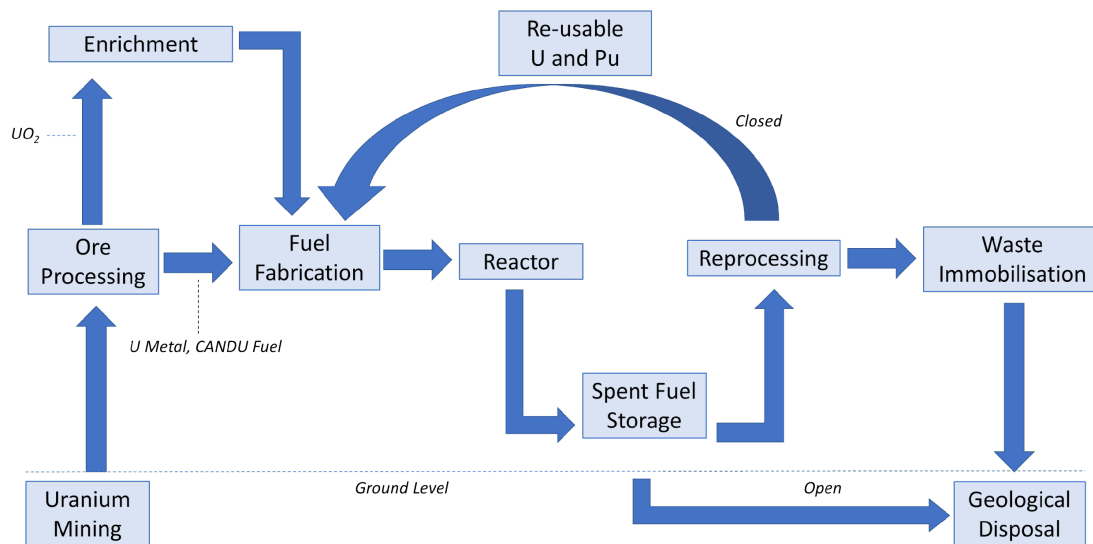 Enrichment
Re-usable
U and Pu
Closed
UO₂
Ore
Processing
Fuel
Fabrication
Reactor
Reprocessing
Waste
Immobilisation
U Metal, CANDU Fuel
Spent Fuel
Storage
Uranium
Mining
Ground Level
Open
Geological
Disposal